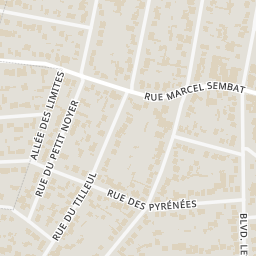 RUE MARCEL SEMBAT
ALLÉE DES LIMITES
RUE DU PETIT NOYER
RUE DU TILLEUL
RUE DES PYRÉNÉES
BLVD. LE